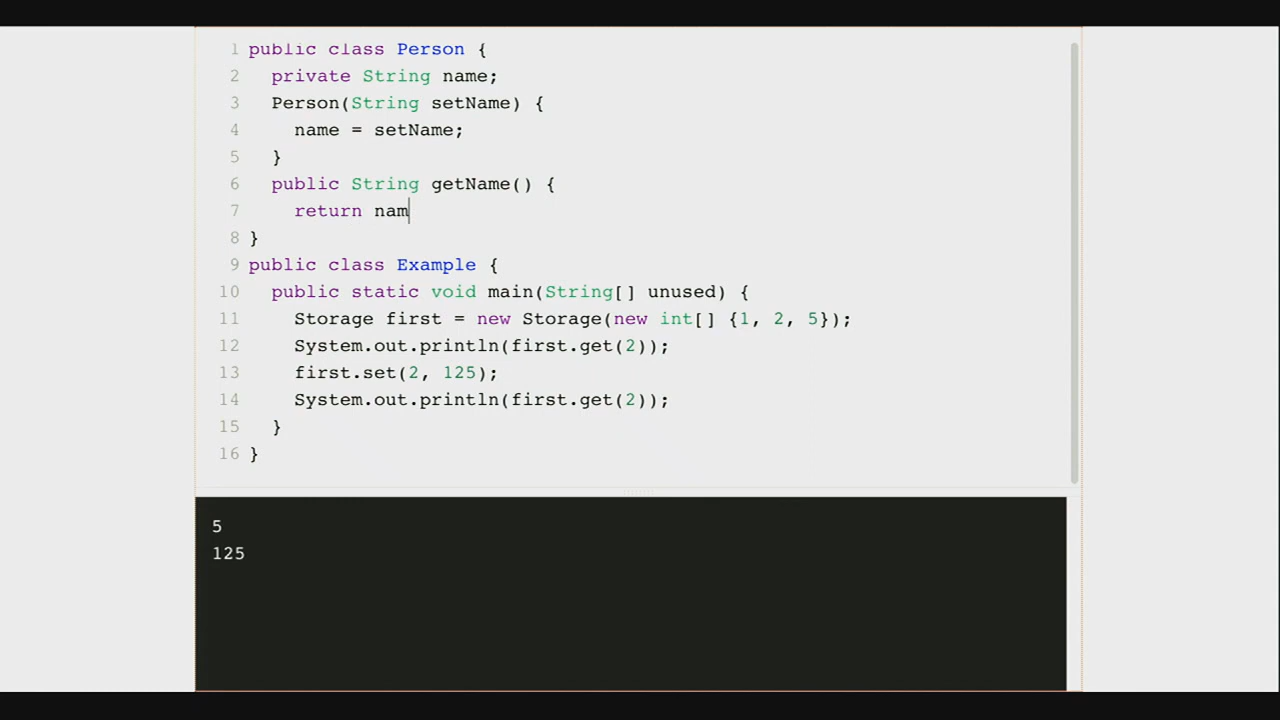 1 public class Person {
2 private String name;
3 Person(String setName) {
4 name = setName;
5 }
6 public String getName() {
7 return nam
8 }
9 public class Example {
10 public static void main(String[] unused) {
11 Storage first = new Storage(new int[] {1, 2, 5});
12 System.out.println(first.get(2));
13 first.set(2, 125);
14 System.out.println(first.get(2));
15 }
16 }
5
125